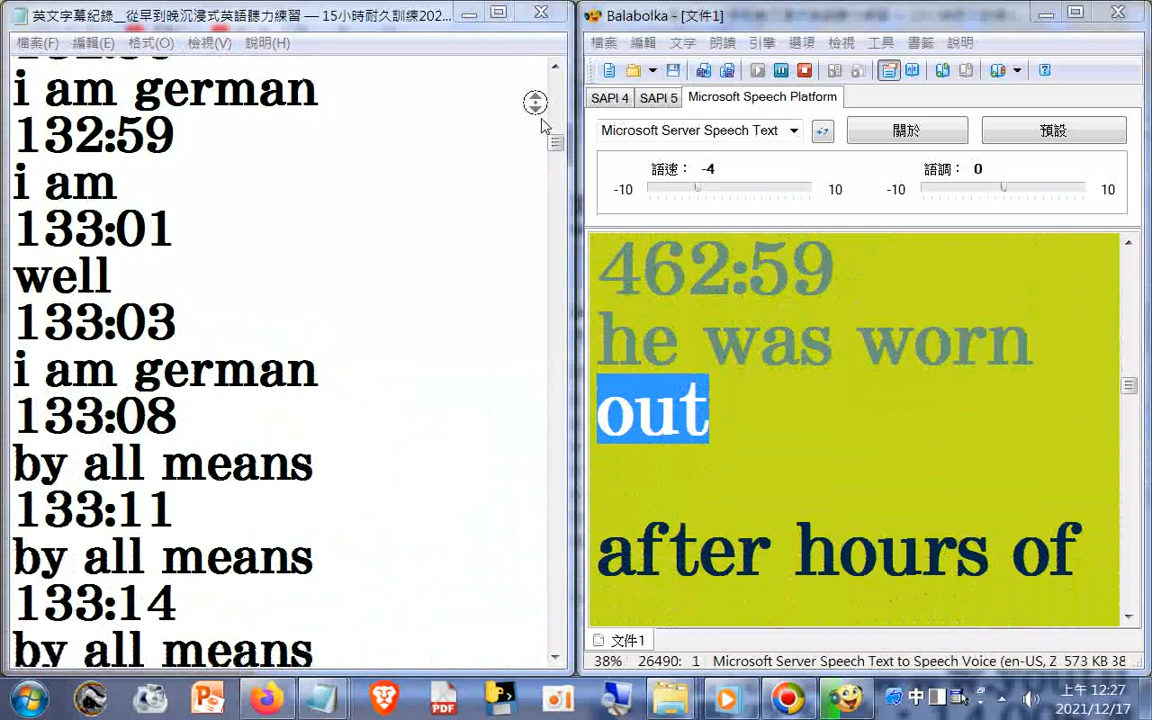 英文字幕紀錄__從早到晚沉浸式英語聽力練習 — 15小時耐久訓練202...
檔案(F) 編輯(E) 格式(O) 檢視(V) 說明(H)
i am german
132:59
i am
133:01
well
133:03
i am german
133:08
by all means
133:11
by all means
133:14
by all means
Balabolka - [文件1]
檔案 編輯 文字 朗讀 引擎 選項 檢視 工具 書籤 說明
SAPI 4 SAPI 5 Microsoft Speech Platform
Microsoft Server Speech Text 關於 預設
語速： -4 語調： 0
-10 10 -10 10
462:59
he was worn
out
after hours of
文件1
38% 26490: 1 Microsoft Server Speech Text to Speech Voice (en-US, Z 573 KB 38
PDF 中 上午 12:27
2021/12/17